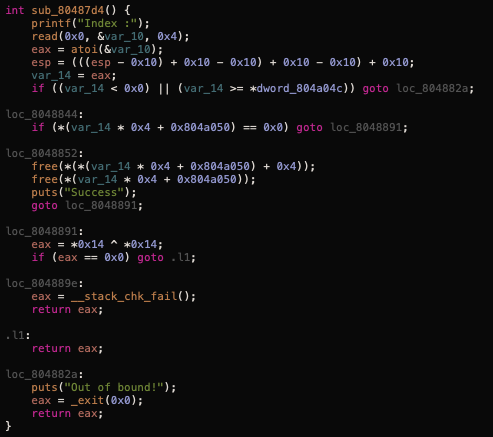 int sub_80487d4() {
    printf("Index :");
    read(0x0, &var_10, 0x4);
    eax = atoi(&var_10);
    esp = (((esp - 0x10) + 0x10 - 0x10) + 0x10 - 0x10) + 0x10;
    var_14 = eax;
    if ((var_14 < 0x0) || (var_14 >= *dword_804a04c)) goto loc_804882a;

loc_8048844:
    if (*(var_14 * 0x4 + 0x804a050) == 0x0) goto loc_8048891;

loc_8048852:
    free(*(*(var_14 * 0x4 + 0x804a050) + 0x4));
    free(*(var_14 * 0x4 + 0x804a050));
    puts("Success");
    goto loc_8048891;

loc_8048891:
    eax = *0x14 ^ *0x14;
    if (eax == 0x0) goto .l1;

loc_804889e:
    eax = __stack_chk_fail();
    return eax;

.l1:
    return eax;

loc_804882a:
    puts("Out of bound!");
    eax = _exit(0x0);
    return eax;
}